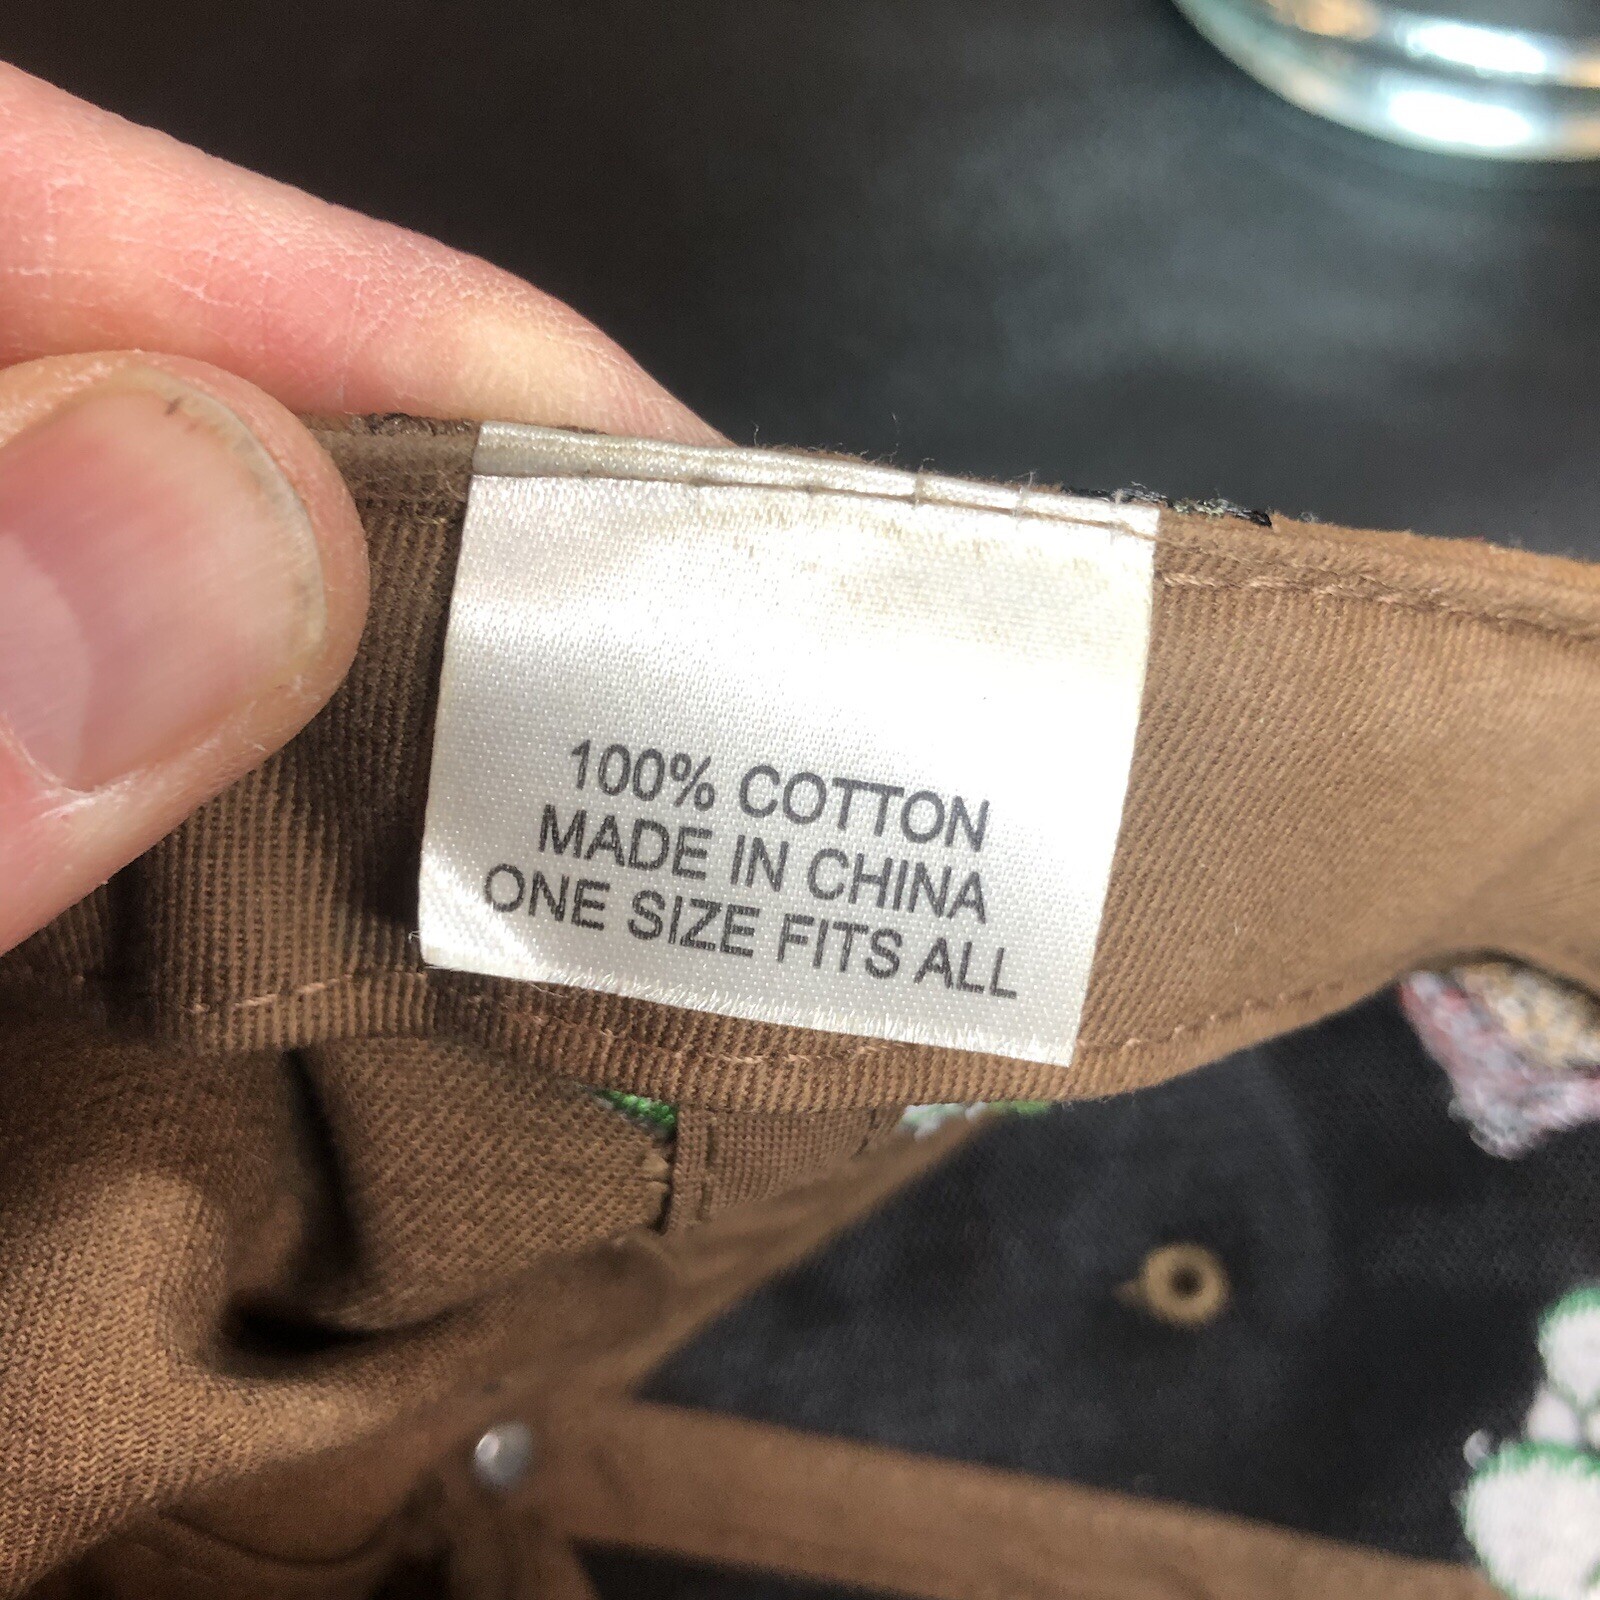 100% COTTON
MADE IN CHINA
ONE SIZE FITS ALL